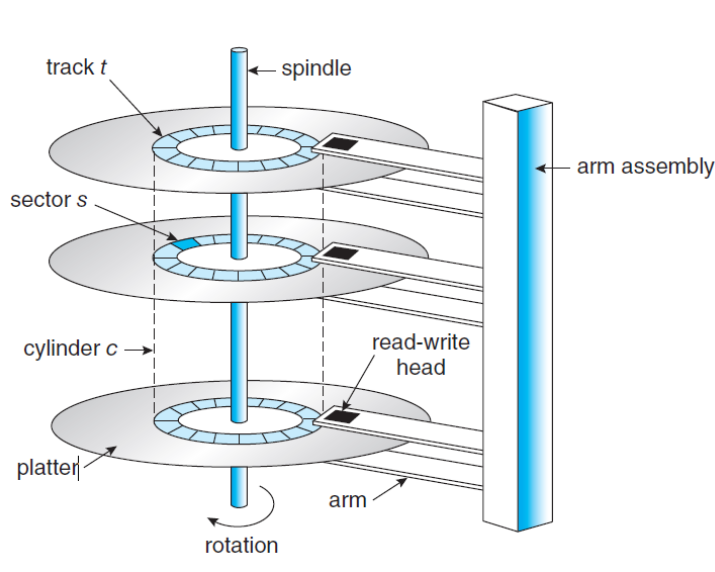 track t
spindle
arm assembly
sector s
cylinder c
read-write
head
platter
arm
rotation